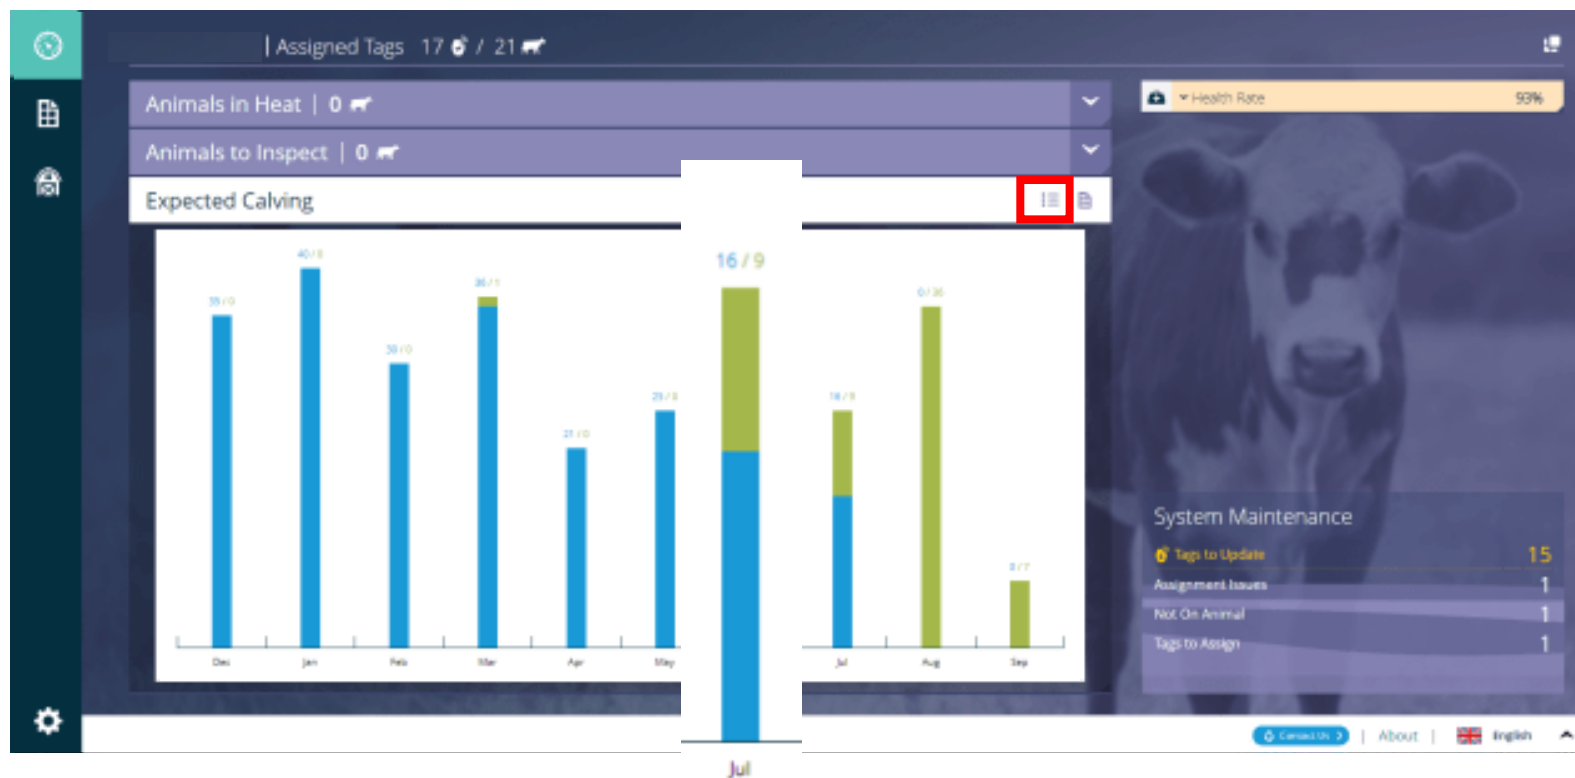 | Assigned Tags 17 / 21
Animals in Heat | 0
Animals to Inspect | 0
Expected Calving
Health Rate 93%
40/0
35/0
36/1
30/0
21/0
25/0
16 / 9
16/9
0/36
0/7
Dec Jan Feb Mar Apr May Jul Aug Sep
Jul
System Maintenance
Tags to Update 15
Assignment Issues 1
Not On Animal 1
Tags to Assign 1
Contact Us | About | English